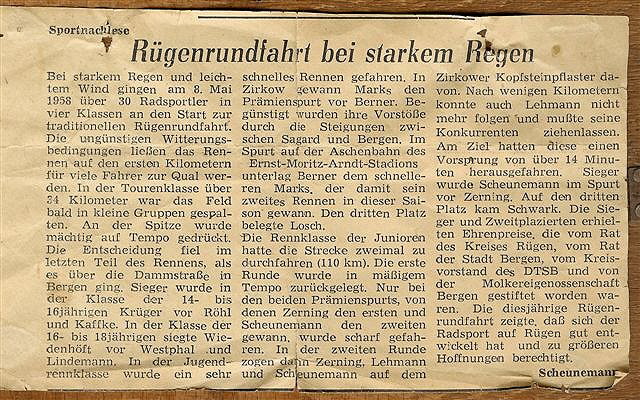 Sportnachlese
Rügenrundfahrt bei starkem Regen
Bei starkem Regen und leich-
tem Wind gingen am 8. Mai
1958 über 30 Radsportler in
vier Klassen an den Start zur
traditionellen Rügenrundfahrt.
Die ungünstigen Witterungs-
bedingungen ließen das Ren-
nen auf den ersten Kilometern
für viele Fahrer zur Qual wer-
den. In der Tourenklasse über
34 Kilometer war das Feld
bald in kleine Gruppen gespal-
ten. An der Spitze wurde
mächtig auf Tempo gedrückt.
Die Entscheidung fiel im
letzten Teil des Rennens, als
es über die Dammstraße in
Bergen ging. Sieger wurde in
der Klasse der 14- bis
16jährigen Krüger vor Röhl
und Kaffke. In der Klasse der
16- bis 18jährigen siegte Wie-
denhöft vor Westphal und
Lindemann. In der Jugend-
rennklasse wurde ein sehr
schnelles Rennen gefahren. In
Zirkow gewann Marks den
Prämienspurt vor Berner. Be-
günstigt wurden ihre Vorstöße
durch die Steigungen zwi-
schen Sagard und Bergen. Im
Spurt auf der Aschenbahn des
Ernst-Moritz-Arndt-Stadions
unterlag Berner dem schnelle-
ren Marks, der damit sein
zweites Rennen in dieser Sai-
son gewann. Den dritten Platz
belegte Losch.
Die Rennklasse der Junioren
hatte die Strecke zweimal zu
durchfahren (110 km). Die erste
Runde wurde in mäßigem
Tempo zurückgelegt. Nur bei
den beiden Prämienspurts, von
denen Zerning den ersten und
Scheunemann den zweiten
gewann, wurde scharf gefah-
ren. In der zweiten Runde
zogen dann Zerning, Lehmann
und Scheunemann auf dem
Zirkower Kopfsteinpflaster da-
von. Nach wenigen Kilometern
konnte auch Lehmann nicht
mehr folgen und mußte seine
Konkurrenten ziehenlassen.
Am Ziel hatten diese einen
Vorsprung von über 14 Minu-
ten herausgefahren. Sieger
wurde Scheunemann im Spurt
vor Zerning. Auf den dritten
Platz kam Schwark. Die Sie-
ger und Zweitplazierten erhiel-
ten Ehrenpreise, die vom Rat
des Kreises Rügen, vom Rat
der Stadt Bergen, vom Kreis-
vorstand des DTSB und von
der Molkereigenossenschaft
Bergen gestiftet worden wa-
ren. Die diesjährige Rügen-
rundfahrt zeigte, daß sich der
Radsport auf Rügen gut ent-
wickelt hat und zu größeren
Hoffnungen berechtigt.
Scheunemann